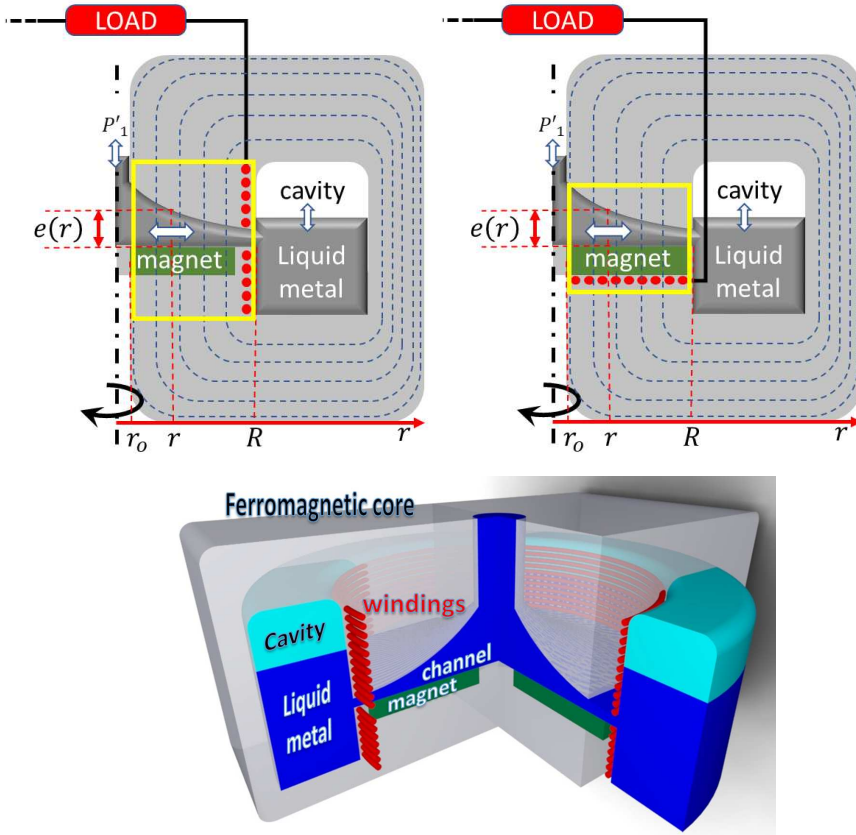 LOAD
P'₁
cavity
e(r)
magnet
Liquid
metal
rₒ
r
R
r
LOAD
P'₁
cavity
e(r)
magnet
Liquid
metal
rₒ
r
R
r
Ferromagnetic core
windings
Cavity
channel
Liquid
magnet
metal